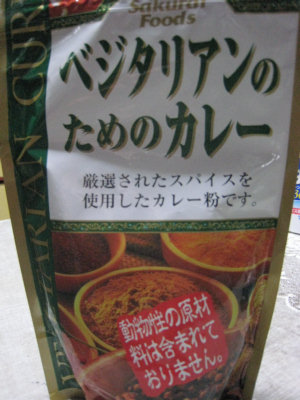 Sakurai
Foods
ベジタリアンの
ためのカレー
厳選されたスパイスを
使用したカレー粉です。
動物性の原材
料は含まれて
おりません。